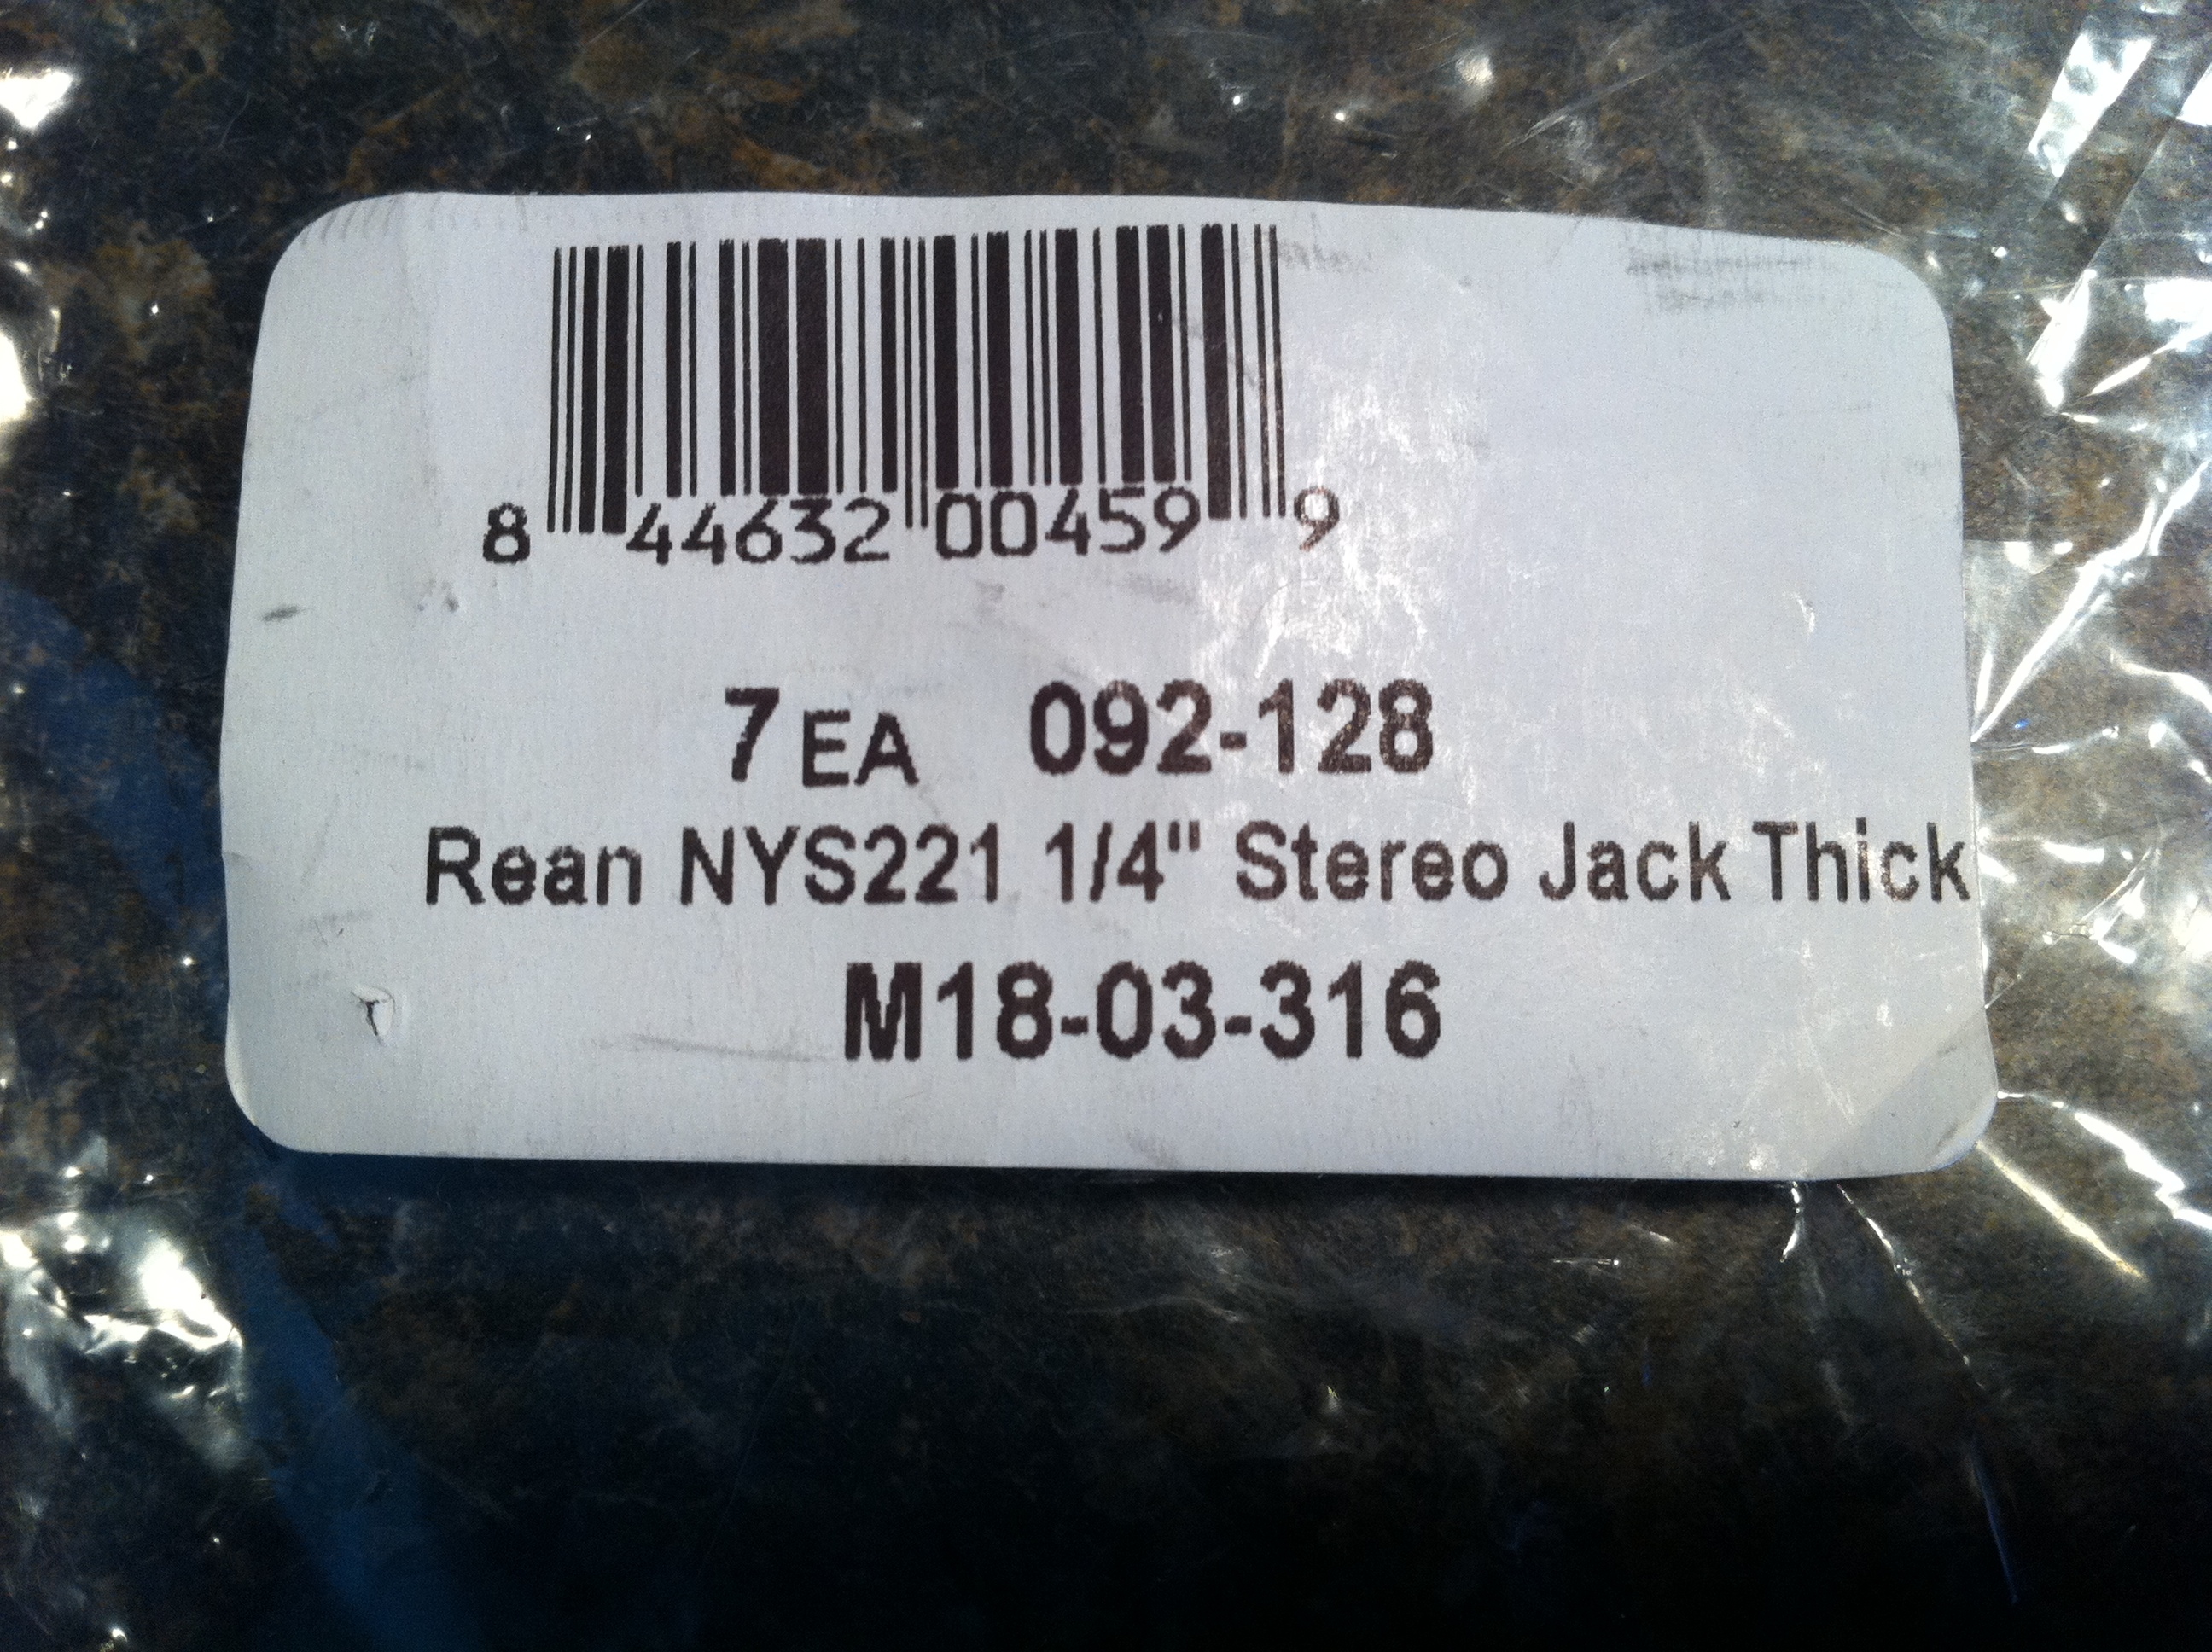 8 44632 00459 9
7 EA 092-128
Rean NYS221 1/4" Stereo Jack Thick
M18-03-316